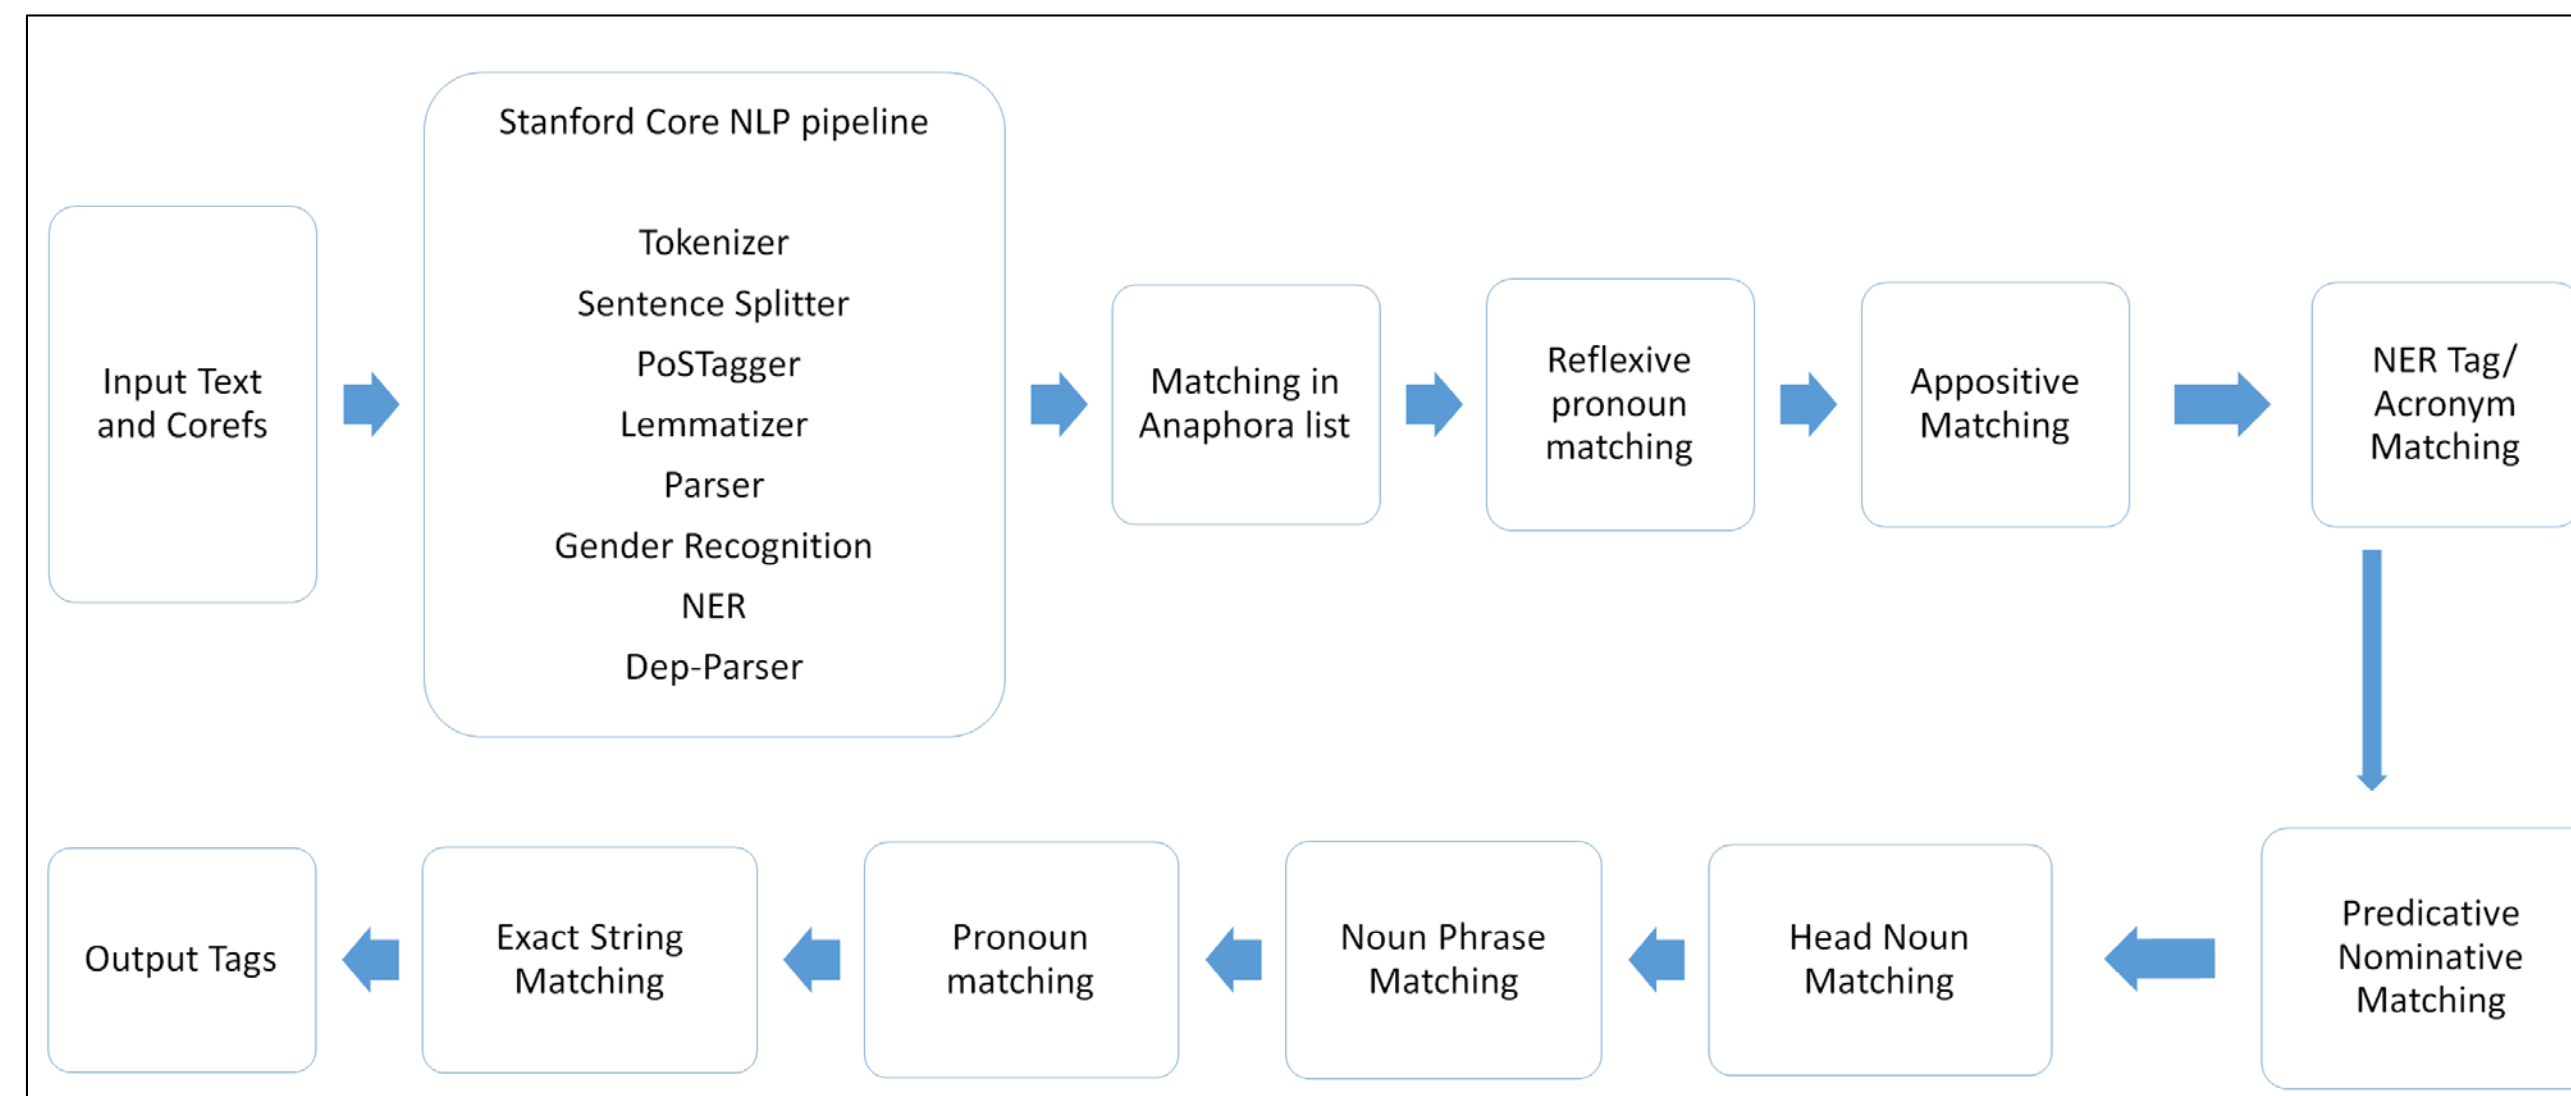 Input Text
and Corefs
Stanford Core NLP pipeline
Tokenizer
Sentence Splitter
PoSTagger
Lemmatizer
Parser
Gender Recognition
NER
Dep-Parser
Matching in
Anaphora list
Reflexive
pronoun
matching
Appositive
Matching
NER Tag/
Acronym
Matching
Predicative
Nominative
Matching
Head Noun
Matching
Noun Phrase
Matching
Pronoun
matching
Exact String
Matching
Output Tags